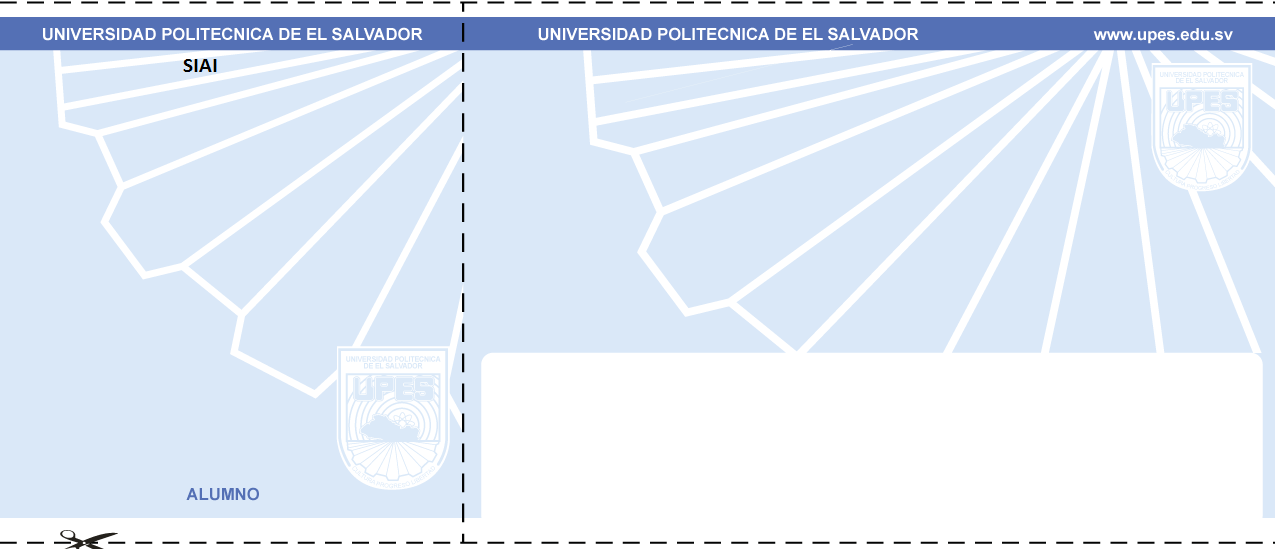 UNIVERSIDAD POLITECNICA DE EL SALVADOR
SIAI
UNIVERSIDAD POLITECNICA
DE EL SALVADOR
UPES
ALUMNO
UNIVERSIDAD POLITECNICA DE EL SALVADOR
www.upes.edu.sv
UNIVERSIDAD POLITECNICA
DE EL SALVADOR
UPES